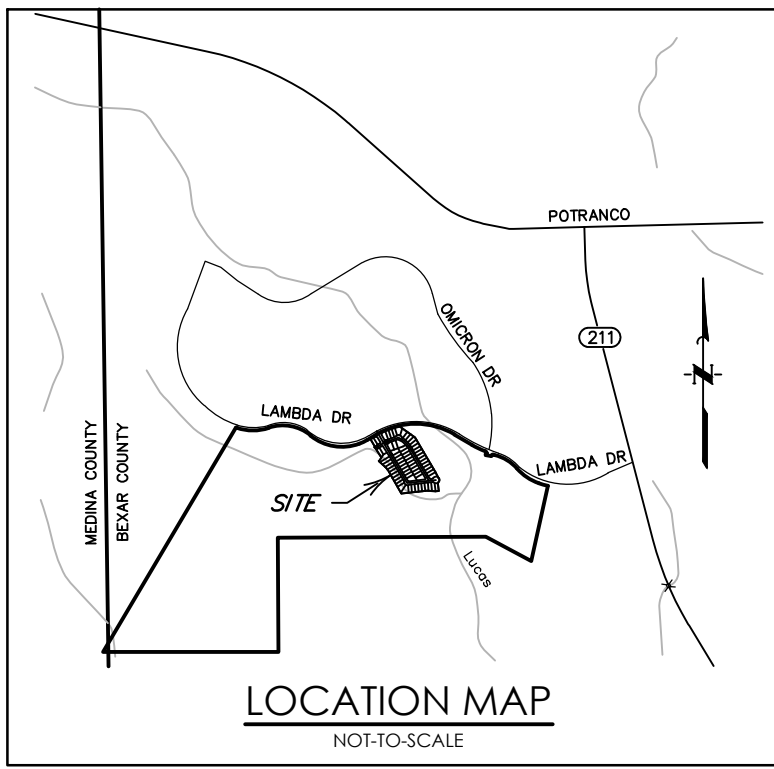 POTRANCO
OMICRON DR
211
N
LAMBDA DR
LAMBDA DR
MEDINA COUNTY
BEXAR COUNTY
SITE
Lucas
LOCATION MAP
NOT-TO-SCALE